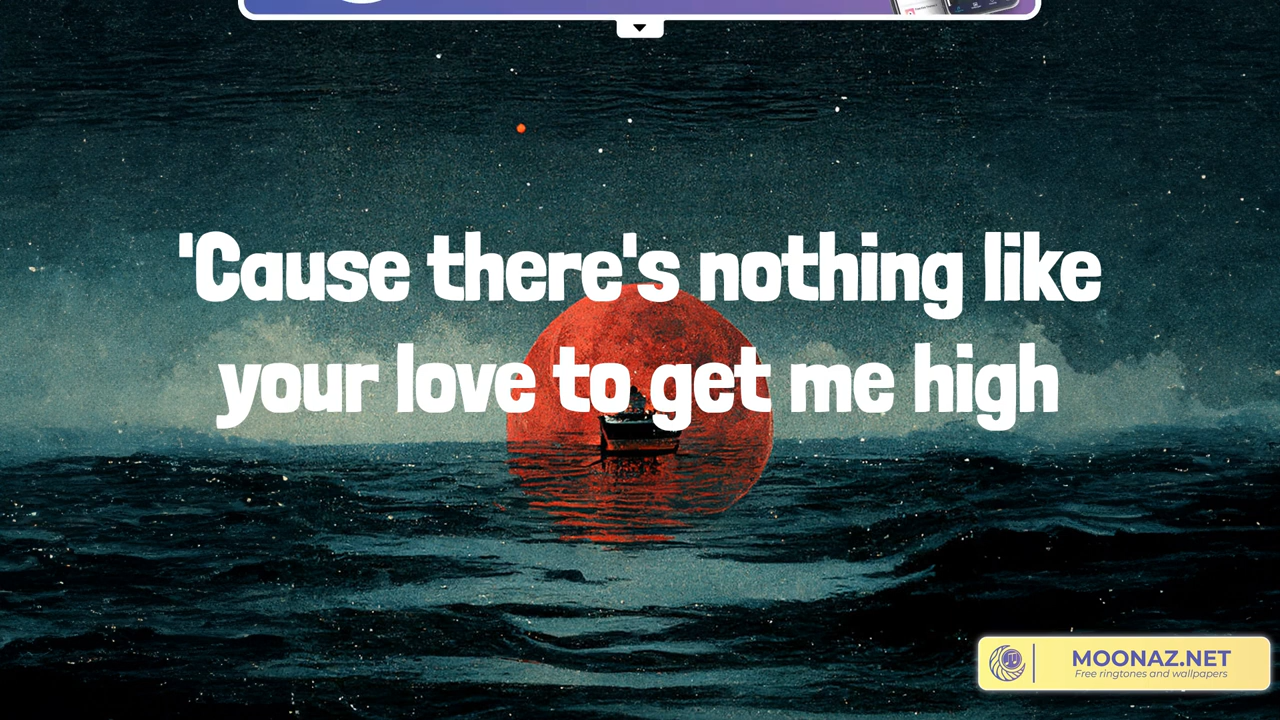 'Cause there's nothing like
your love to get me high
MOONAZ.NET
Free ringtones and wallpapers